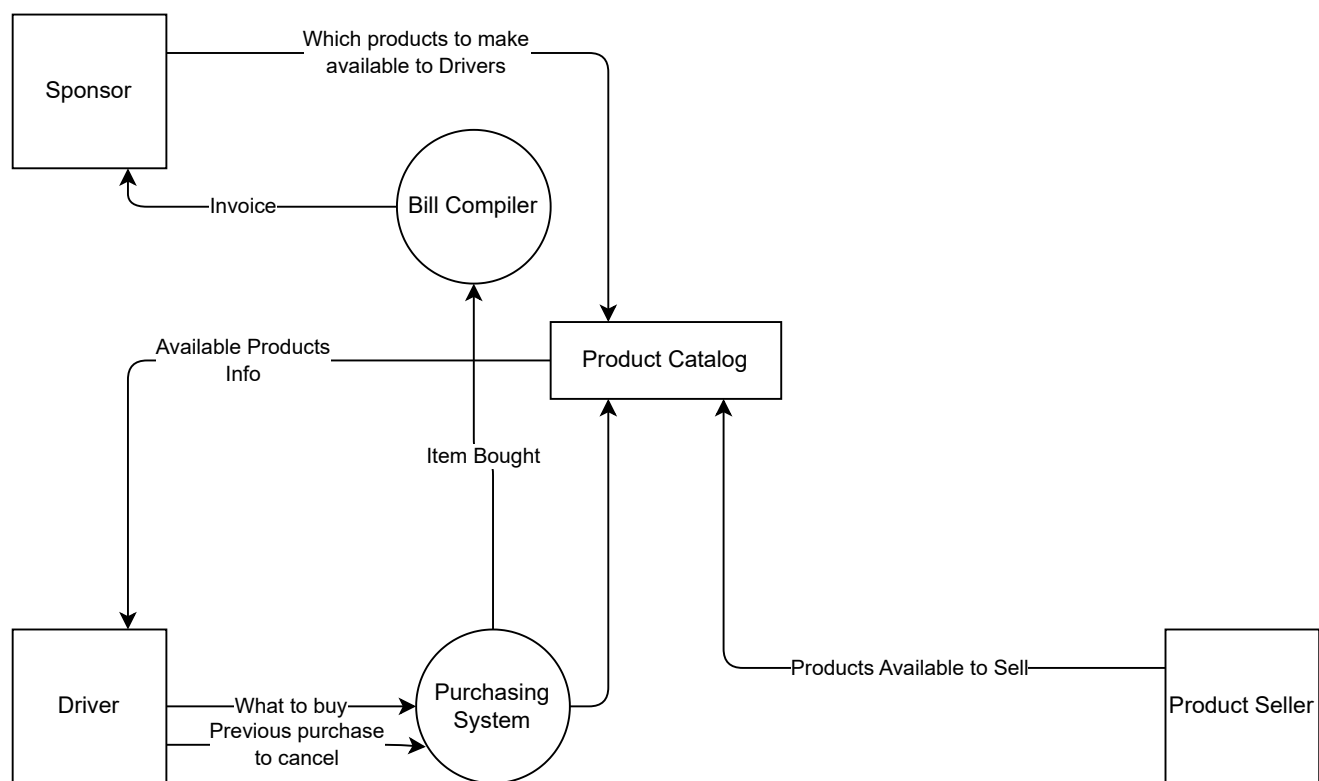 Which products to make
available to Drivers
Sponsor
Bill Compiler
Invoice
Available Products
Info
Product Catalog
Item Bought
Products Available to Sell
Driver
What to buy
Previous purchase
to cancel
Purchasing
System
Product Seller